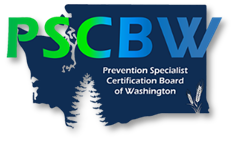 PSCBW
Prevention Specialist
Certification Board
of Washington